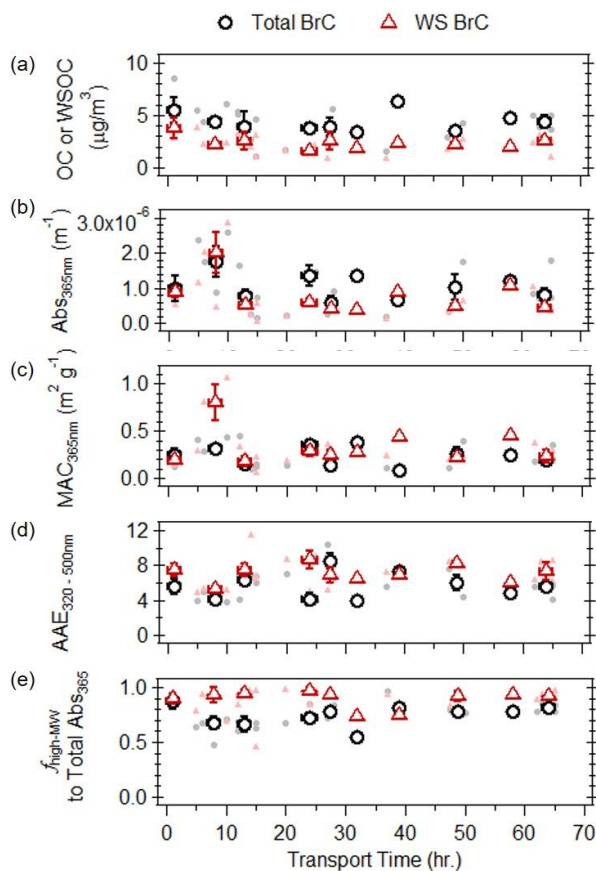 Total BrC WS BrC
(a)
OC or WSOC
(μg/m³)
10
5
0
(b)
Abs365nm (m⁻¹)
3.0x10⁻⁶
2.0
1.0
0.0
(c)
MAC365nm (m² g⁻¹)
1.0
0.5
0.0
(d)
AAE320 - 500nm
12
8
4
0
(e)
fhigh-MW
to Total Abs365
1.0
0.5
0.0
0 10 20 30 40 50 60 70
Transport Time (hr.)